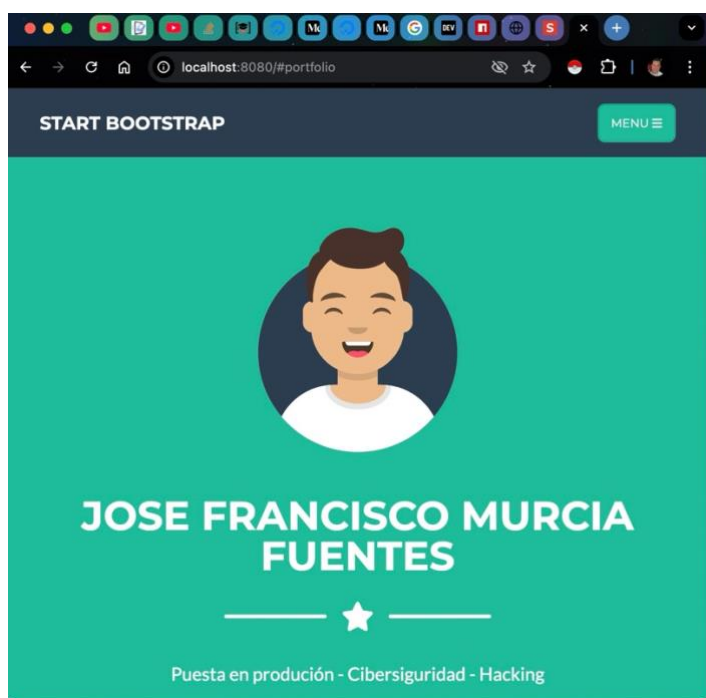 localhost:8080/#portfolio
START BOOTSTRAP
MENU
JOSE FRANCISCO MURCIA
FUENTES
Puesta en produción - Cibersiguridad - Hacking